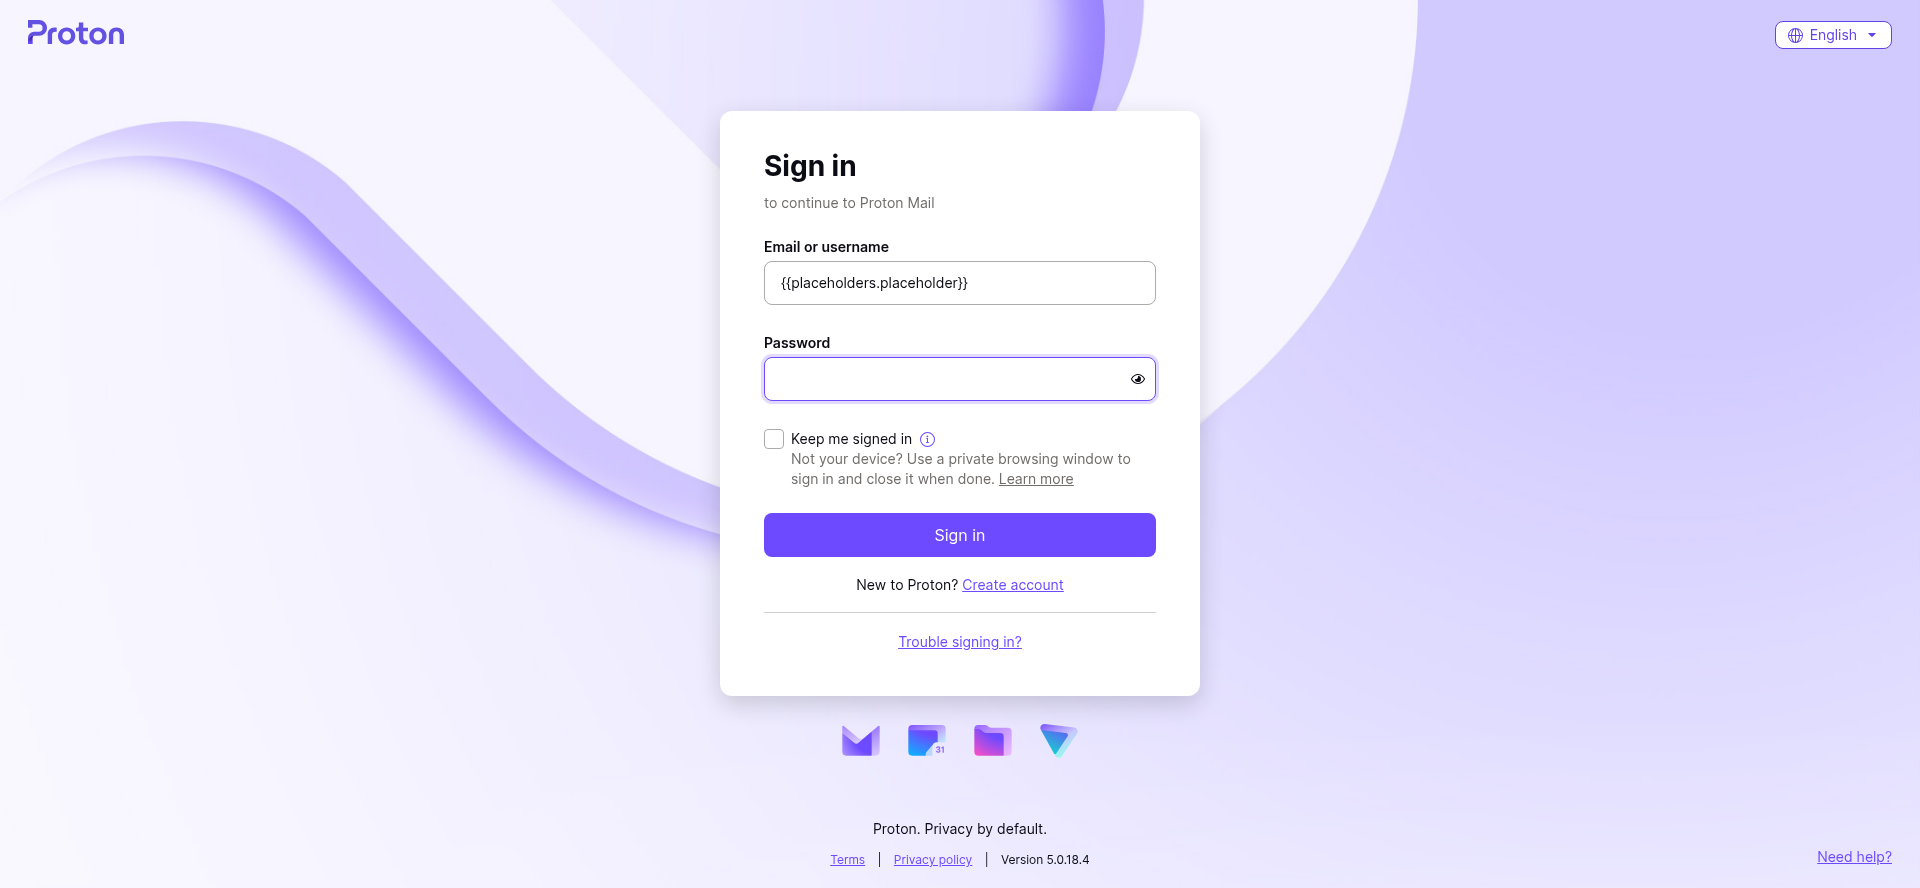 Proton
English
Sign in
to continue to Proton Mail
Email or username
{{placeholders.placeholder}}
Password
Keep me signed in
Not your device? Use a private browsing window to
sign in and close it when done. Learn more
Sign in
New to Proton? Create account
Trouble signing in?
31
Proton. Privacy by default.
Terms | Privacy policy | Version 5.0.18.4
Need help?